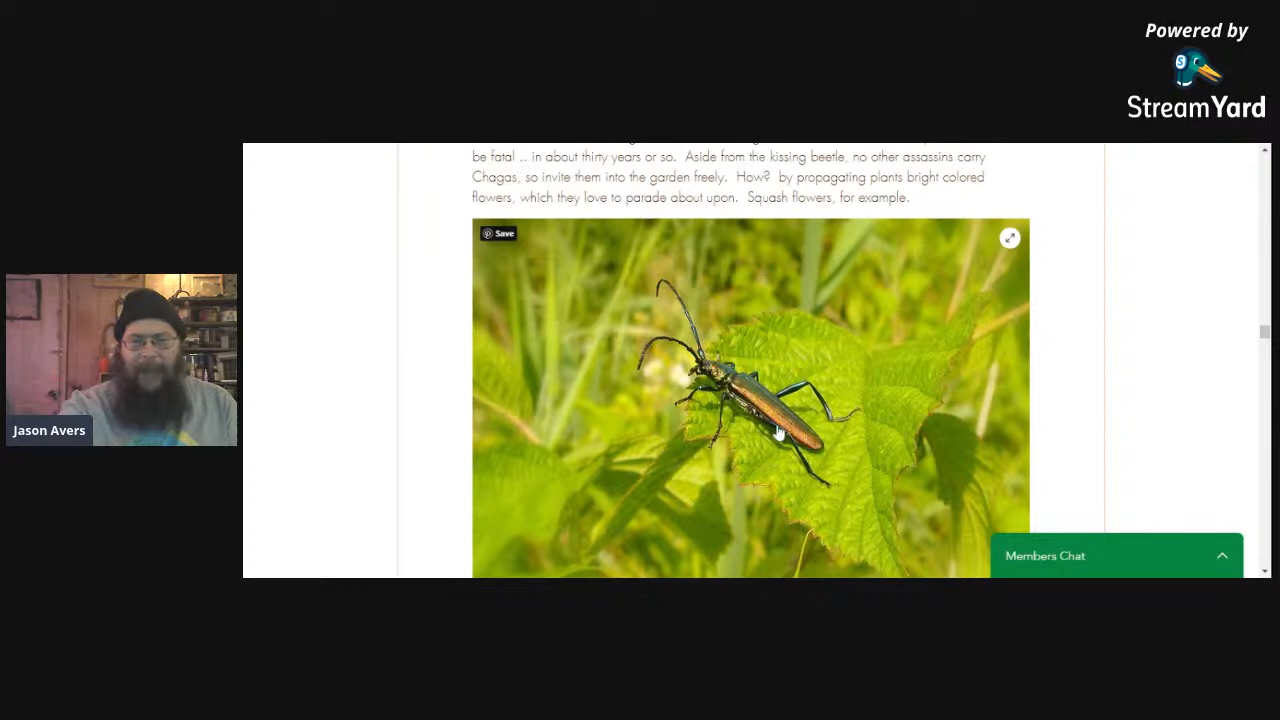 Powered by
StreamYard
be fatal .. in about thirty years or so. Aside from the kissing beetle, no other assassins carry
Chagas, so invite them into the garden freely. How? by propagating plants bright colored
flowers, which they love to parade about upon. Squash flowers, for example.
Save
Jason Avers
Members Chat